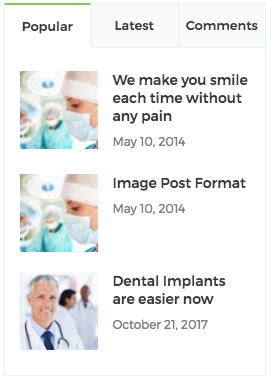 Popular
Latest
Comments
We make you smile
each time without
any pain
May 10, 2014
Image Post Format
May 10, 2014
Dental Implants
are easier now
October 21, 2017